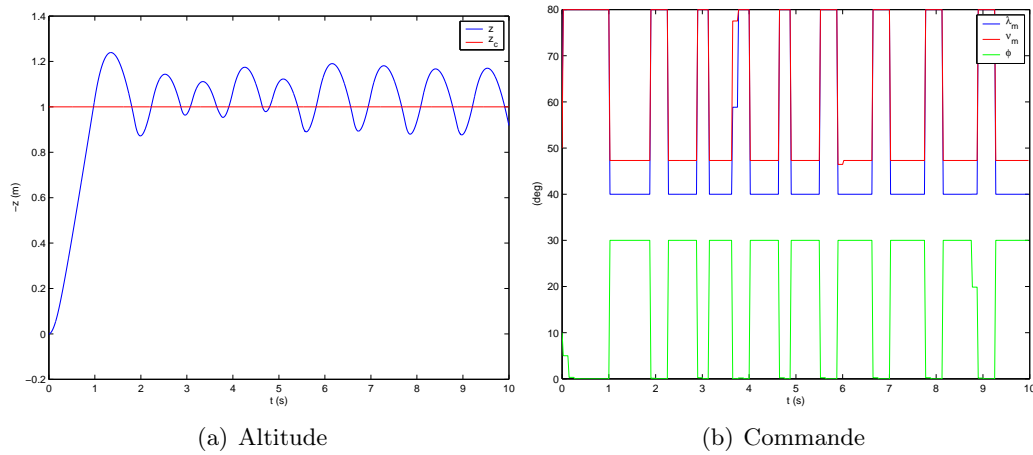 1.4
1.2
1
0.8
0.6
0.4
0.2
0
−0.2
−z (m)
0 1 2 3 4 5 6 7 8 9 10
t (s)
z
z_c
(a) Altitude
80
70
60
50
40
30
20
10
0
(deg)
0 1 2 3 4 5 6 7 8 9 10
t (s)
λ_m
ν_m
φ
(b) Commande